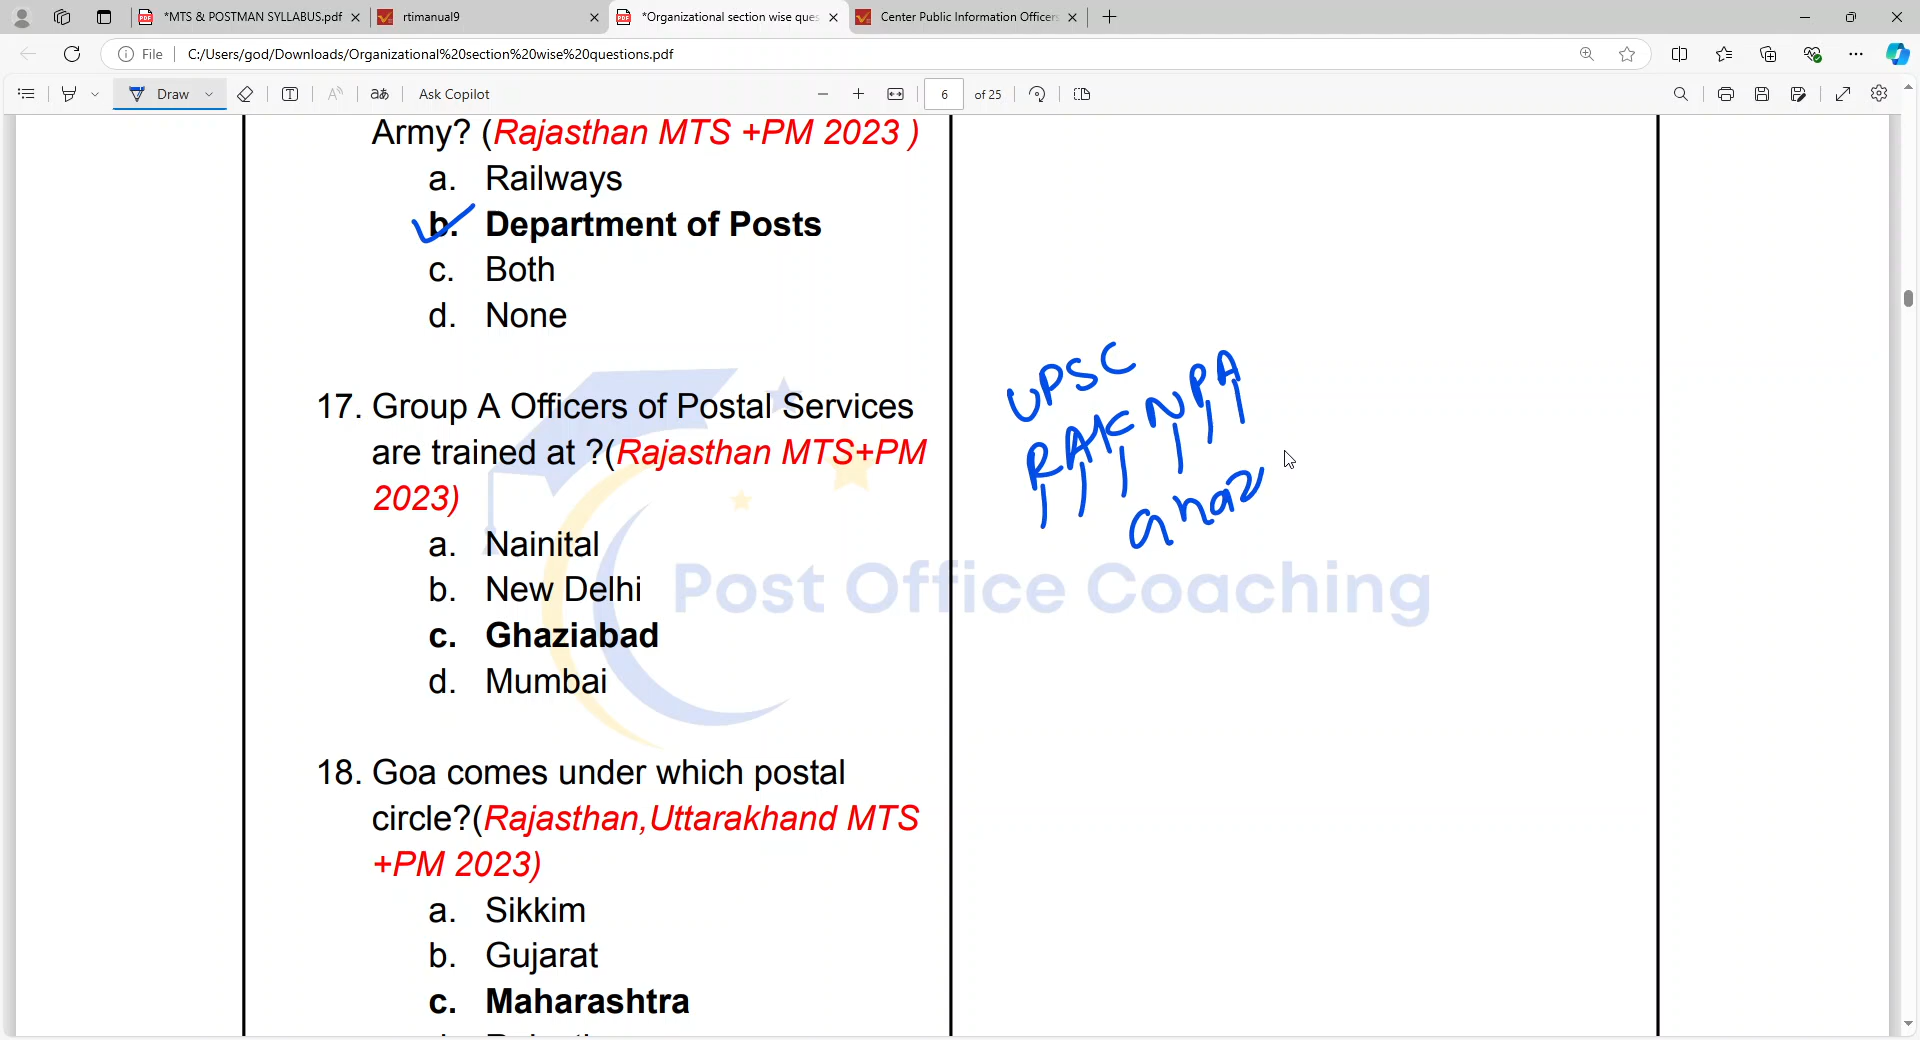 *MTS & POSTMAN SYLLABUS.pdf
rtimanual9
*Organizational section wise ques
Center Public Information Officers
File
C:/Users/god/Downloads/Organizational%20section%20wise%20questions.pdf
Draw
Ask Copilot
6
of 25
Army? (Rajasthan MTS +PM 2023 )
a. Railways
b. Department of Posts
c. Both
d. None
17. Group A Officers of Postal Services
are trained at ?(Rajasthan MTS+PM
2023)
a. Nainital
b. New Delhi
c. Ghaziabad
d. Mumbai
18. Goa comes under which postal
circle?(Rajasthan,Uttarakhand MTS
+PM 2023)
a. Sikkim
b. Gujarat
c. Maharashtra
UPSC
RAKNPA
Ghaz
Post Office Coaching